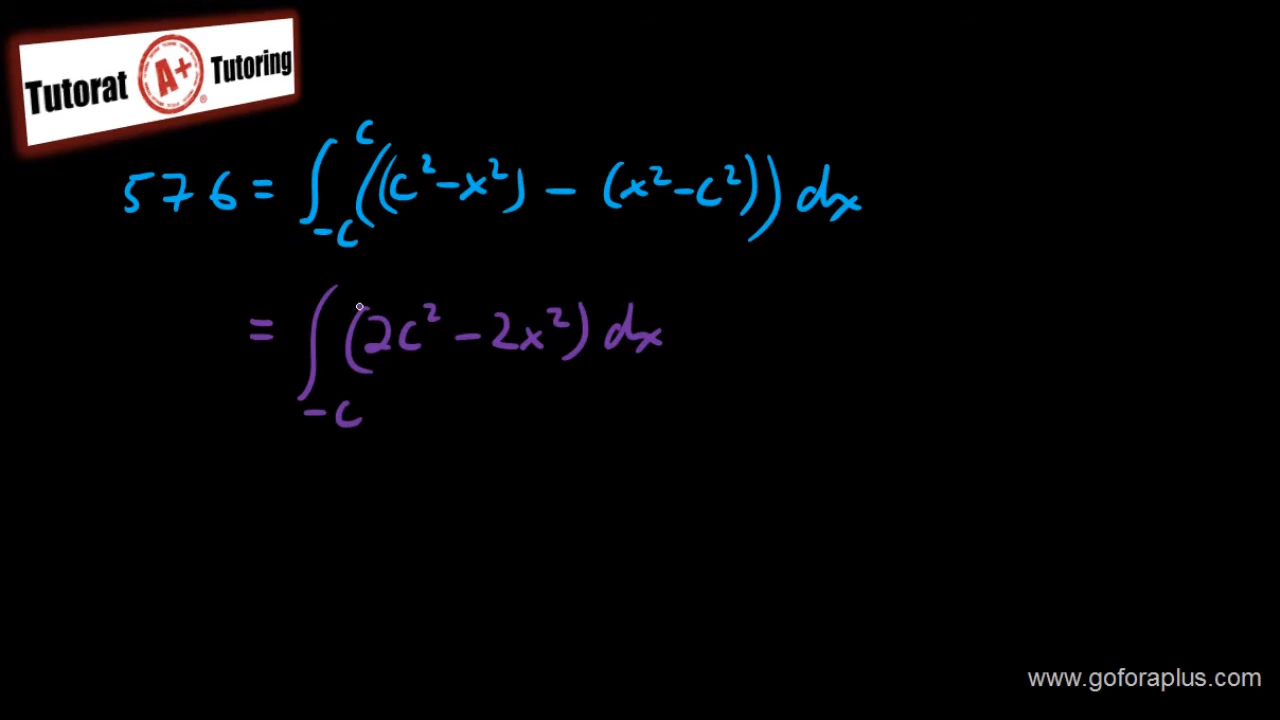 Tutorat A+ Tutoring
576 = ∫_{-c}^{c} ((c² - x²) - (x² - c²)) dx
= ∫_{-c} (2c² - 2x²) dx
www.goforaplus.com